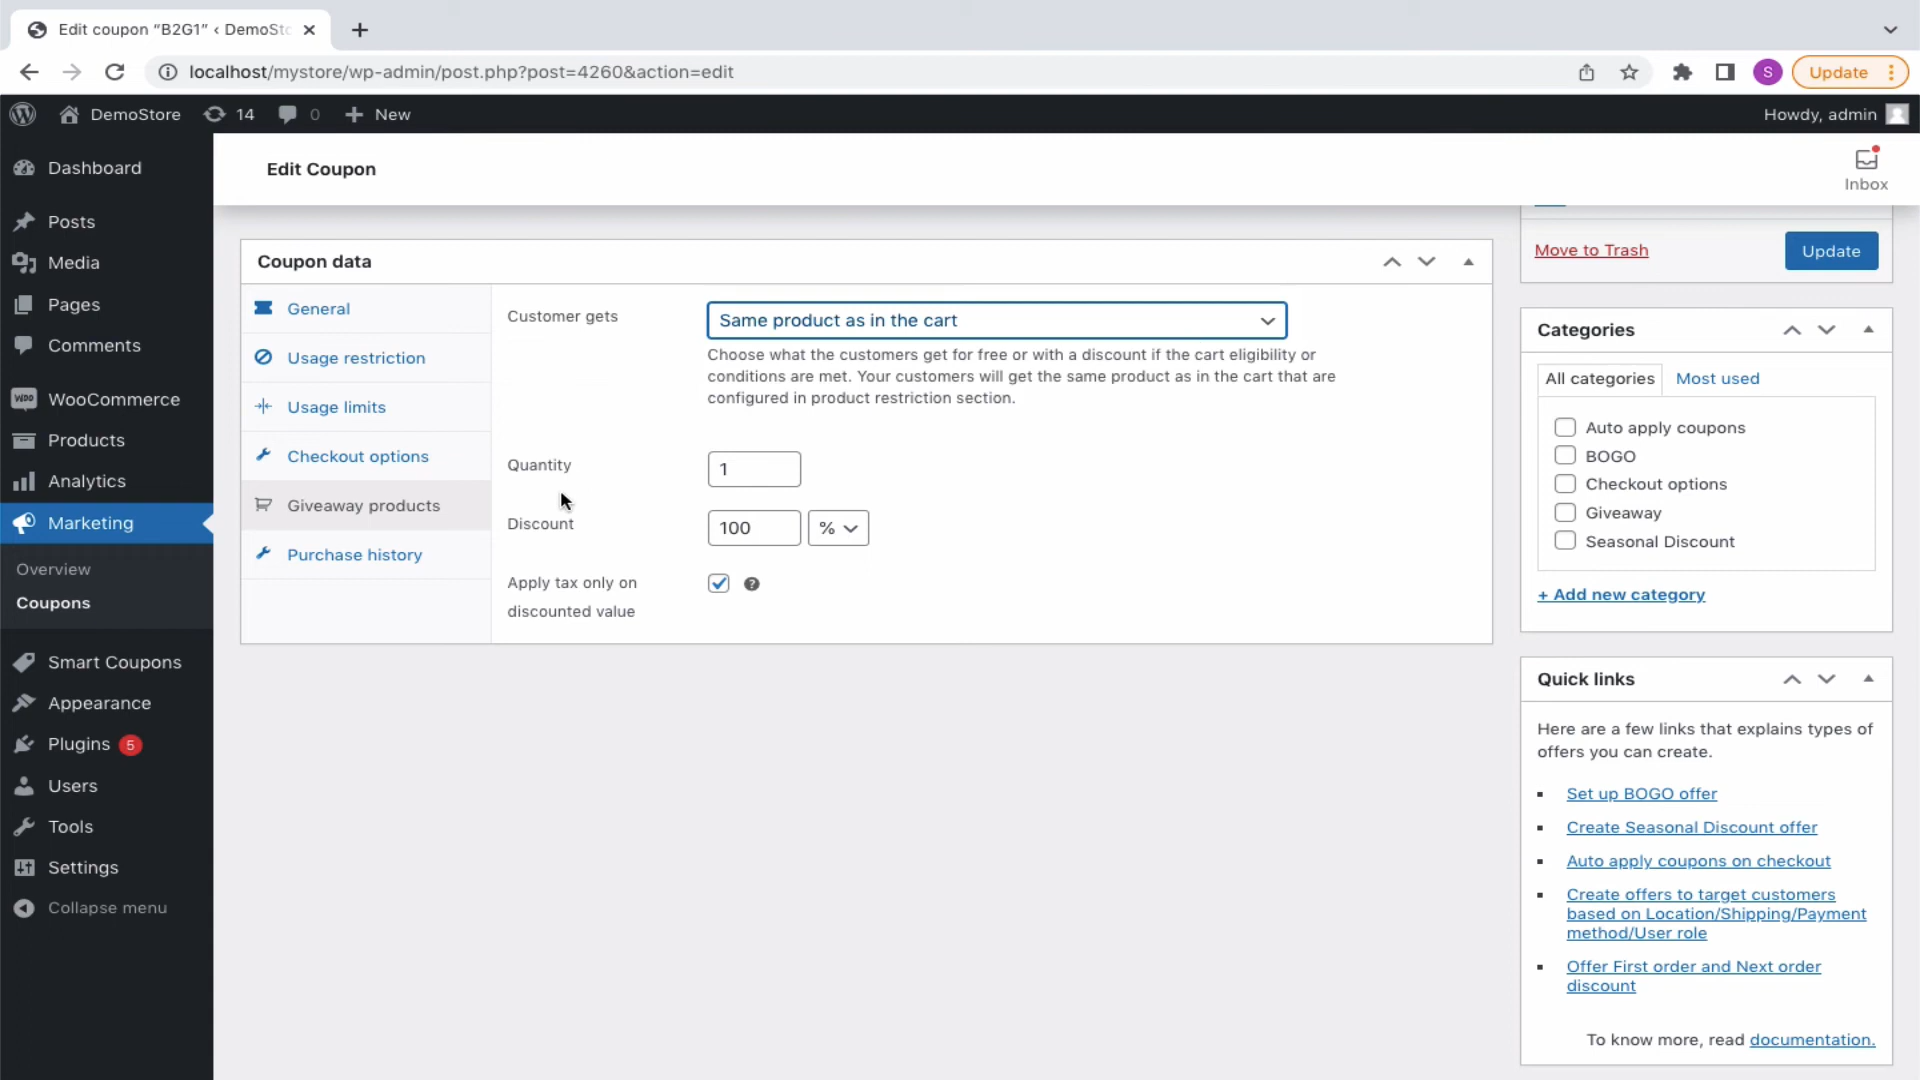 Edit coupon “B2G1” ‹ DemoSto
localhost/mystore/wp-admin/post.php?post=4260&action=edit
S
Update
DemoStore
14
0
New
Howdy, admin
Edit Coupon
Inbox
Dashboard
Posts
Media
Pages
Comments
WooCommerce
Products
Analytics
Marketing
Overview
Coupons
Smart Coupons
Appearance
Plugins 5
Users
Tools
Settings
Collapse menu
Coupon data
General
Usage restriction
Usage limits
Checkout options
Giveaway products
Purchase history
Customer gets
Same product as in the cart
Choose what the customers get for free or with a discount if the cart eligibility or
conditions are met. Your customers will get the same product as in the cart that are
configured in product restriction section.
Quantity
1
Discount
100
%
Apply tax only on
discounted value
?
Move to Trash
Update
Categories
All categories
Most used
Auto apply coupons
BOGO
Checkout options
Giveaway
Seasonal Discount
+ Add new category
Quick links
Here are a few links that explains types of
offers you can create.
Set up BOGO offer
Create Seasonal Discount offer
Auto apply coupons on checkout
Create offers to target customers
based on Location/Shipping/Payment
method/User role
Offer First order and Next order
discount
To know more, read documentation.